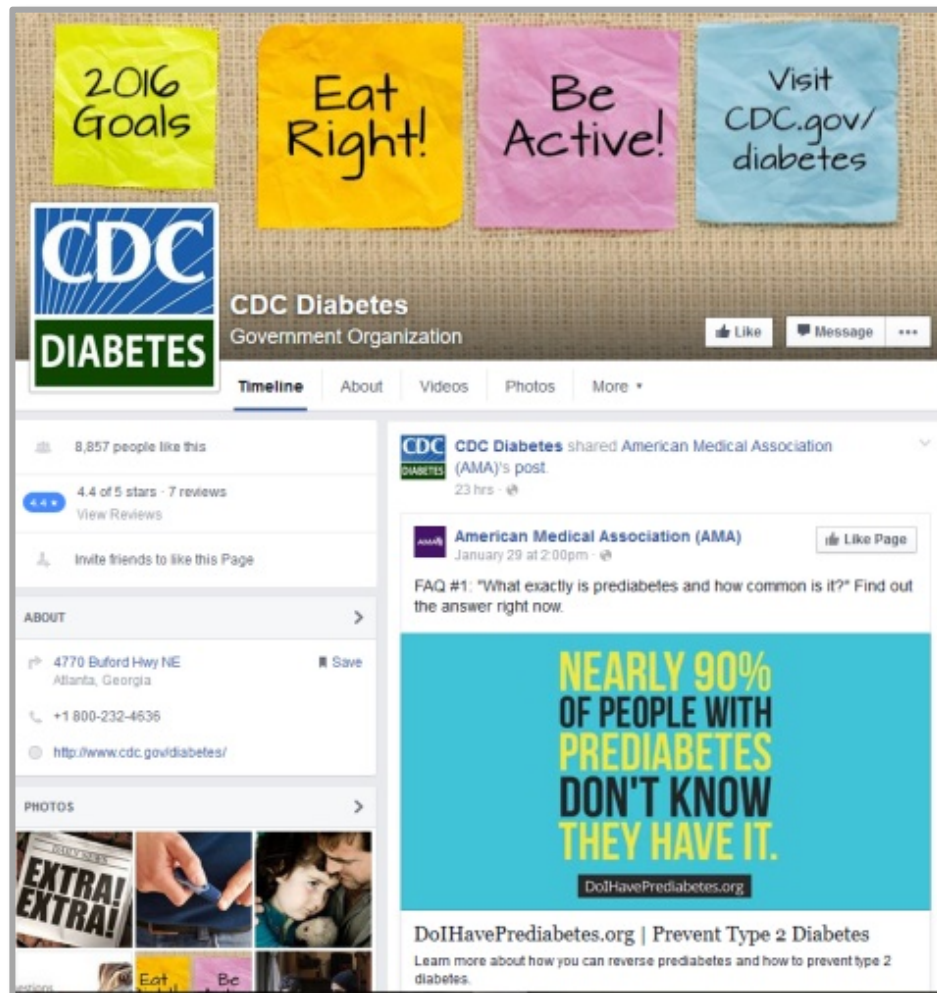 2016
Goals
Eat
Right!
Be
Active!
Visit
CDC.gov/
diabetes
CDC
DIABETES
CDC Diabetes
Government Organization
Like
Message
Timeline
About
Videos
Photos
More
8,857 people like this
4.4
4.4 of 5 stars · 7 reviews
View Reviews
Invite friends to like this Page
ABOUT
4770 Buford Hwy NE
Save
Atlanta, Georgia
+1 800-232-4636
http://www.cdc.gov/diabetes/
PHOTOS
DAILY NEWS
EXTRA!
EXTRA!
Eat
Be
CDC
DIABETES
CDC Diabetes shared American Medical Association
(AMA)'s post.
23 hrs ·
AMA
American Medical Association (AMA)
Like Page
January 29 at 2:00pm ·
FAQ #1: "What exactly is prediabetes and how common is it?" Find out
the answer right now.
NEARLY 90%
OF PEOPLE WITH
PREDIABETES
DON'T KNOW
THEY HAVE IT.
DoIHavePrediabetes.org
DoIHavePrediabetes.org | Prevent Type 2 Diabetes
Learn more about how you can reverse prediabetes and how to prevent type 2
diabetes.